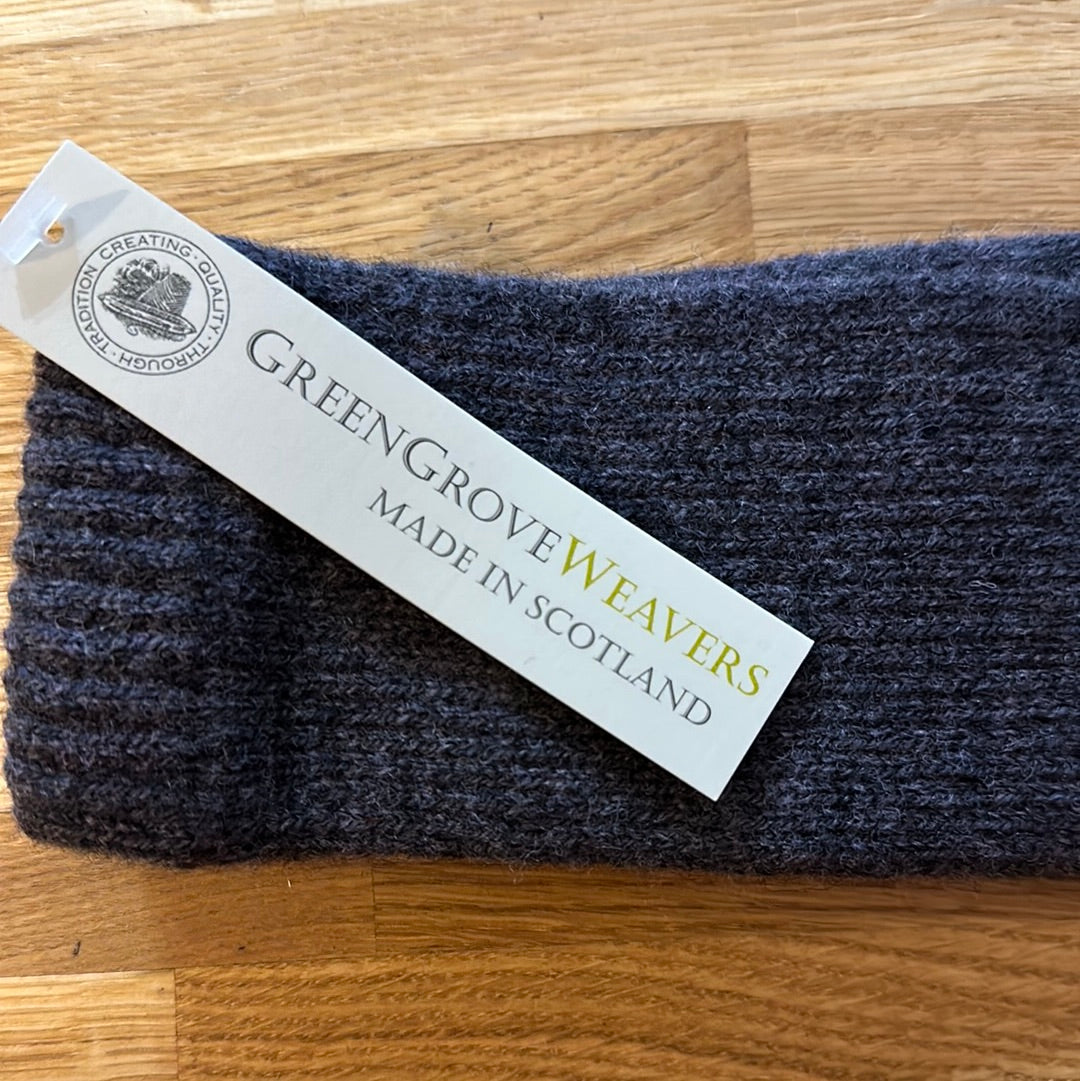 CREATING · QUALITY · THROUGH · TRADITION
GREENGROVEWEAVERS
MADE IN SCOTLAND